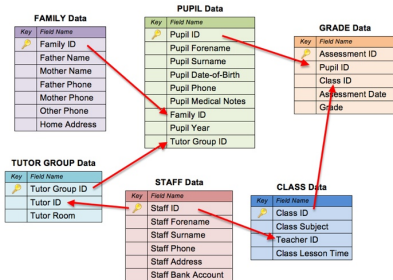 FAMILY Data
Key Field Name
Family ID
Father Name
Mother Name
Father Phone
Mother Phone
Other Phone
Home Address
PUPIL Data
Key Field Name
Pupil ID
Pupil Forename
Pupil Surname
Pupil Date-of-Birth
Pupil Phone
Pupil Medical Notes
Family ID
Pupil Year
Tutor Group ID
GRADE Data
Key Field Name
Assessment ID
Pupil ID
Class ID
Assessment Date
Grade
TUTOR GROUP Data
Key Field Name
Tutor Group ID
Tutor ID
Tutor Room
STAFF Data
Key Field Name
Staff ID
Staff Forename
Staff Surname
Staff Phone
Staff Address
Staff Bank Account
CLASS Data
Key Field Name
Class ID
Class Subject
Teacher ID
Class Lesson Time